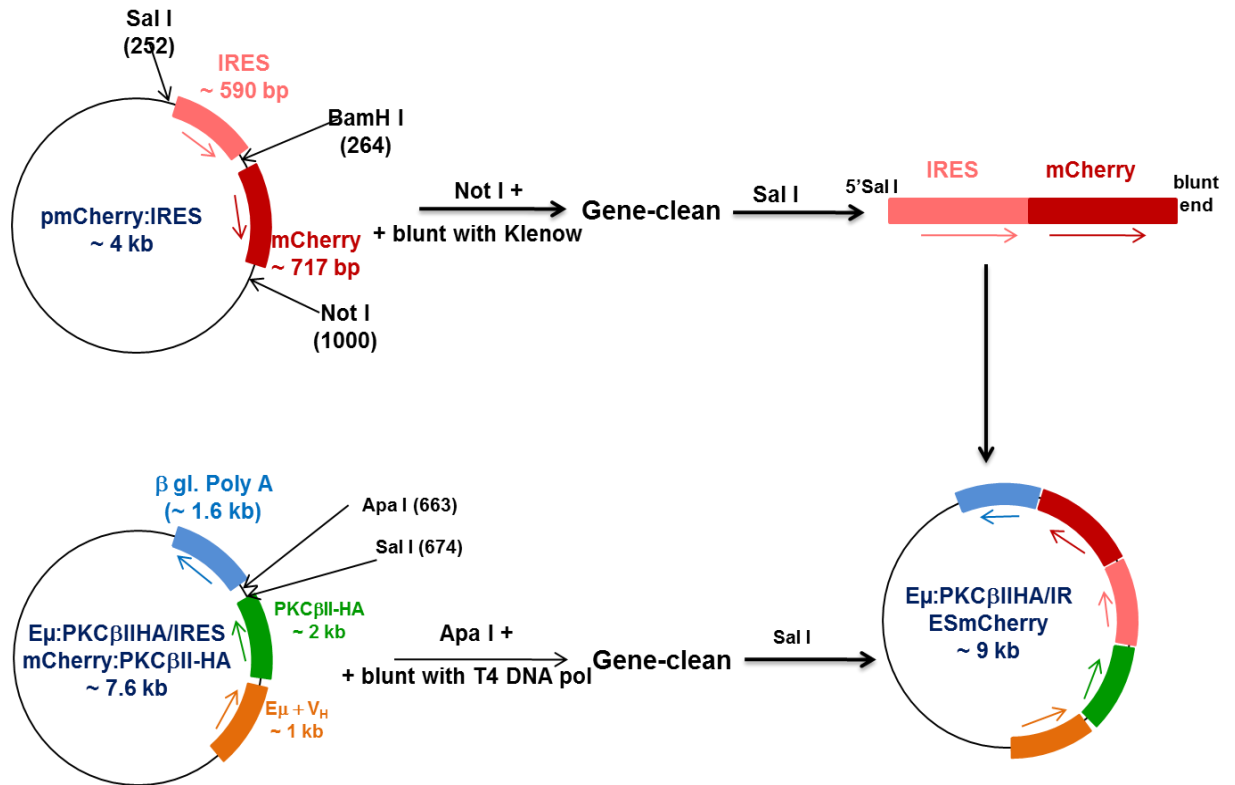 Sal I
(252)
IRES
~ 590 bp
BamH I
(264)
pmCherry:IRES
~ 4 kb
mCherry
~ 717 bp
Not I
(1000)
Not I +
+ blunt with Klenow
Gene-clean
Sal I
5'Sal I
IRES
mCherry
blunt
end
β gl. Poly A
(~ 1.6 kb)
Apa I (663)
Sal I (674)
PKCβII-HA
~ 2 kb
Eμ:PKCβIIHA/IRES
mCherry:PKCβII-HA
~ 7.6 kb
Eμ + VH
~ 1 kb
Apa I +
+ blunt with T4 DNA pol
Gene-clean
Sal I
Eμ:PKCβIIHA/IR
ESmCherry
~ 9 kb